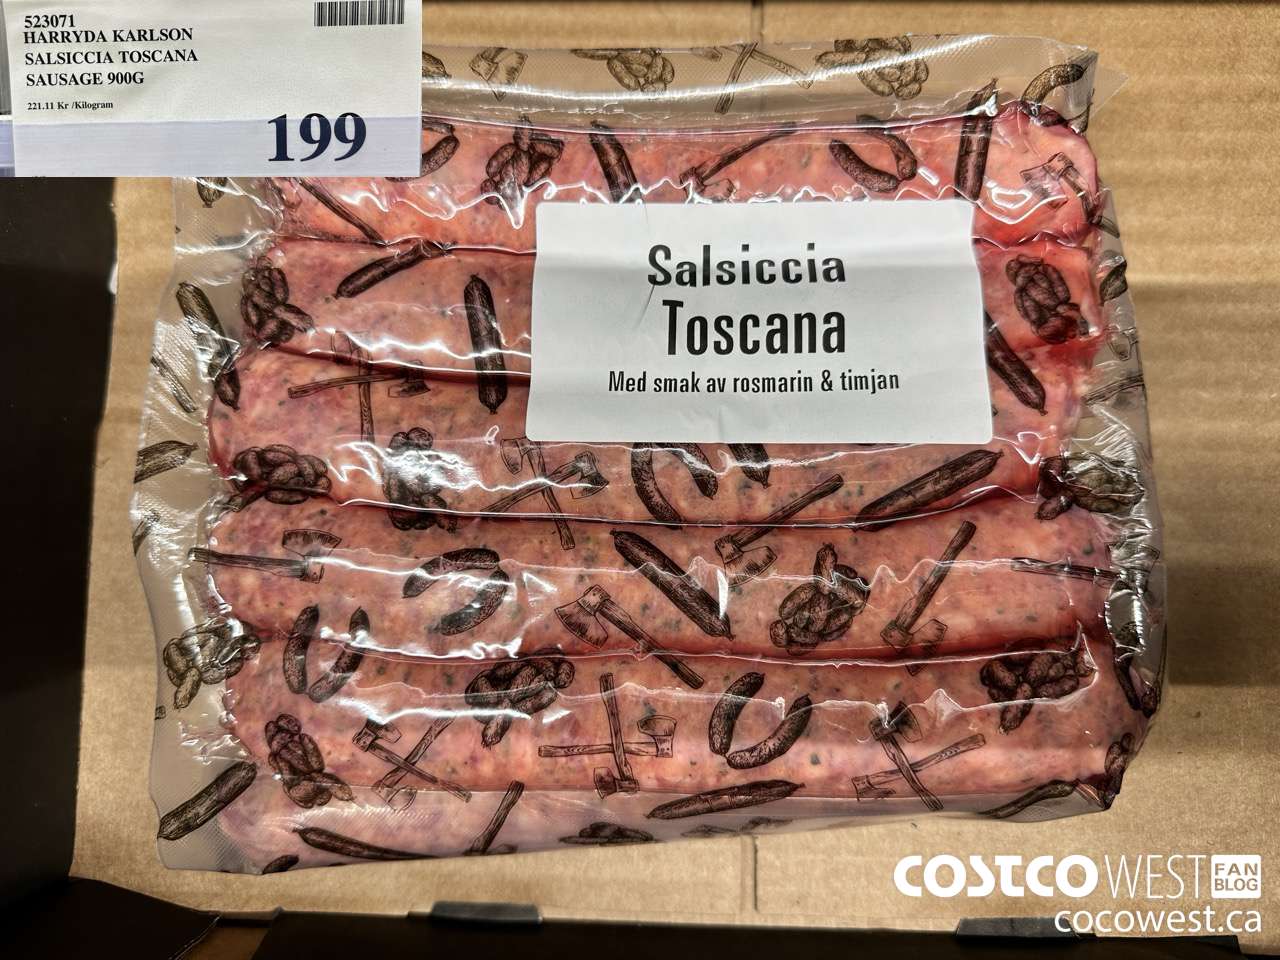 523071
HARRYDA KARLSON
SALSICCIA TOSCANA
SAUSAGE 900G
221.11 Kr /Kilogram
199
Salsiccia
Toscana
Med smak av rosmarin & timjan
COSTCO WEST FAN BLOG
cocowest.ca